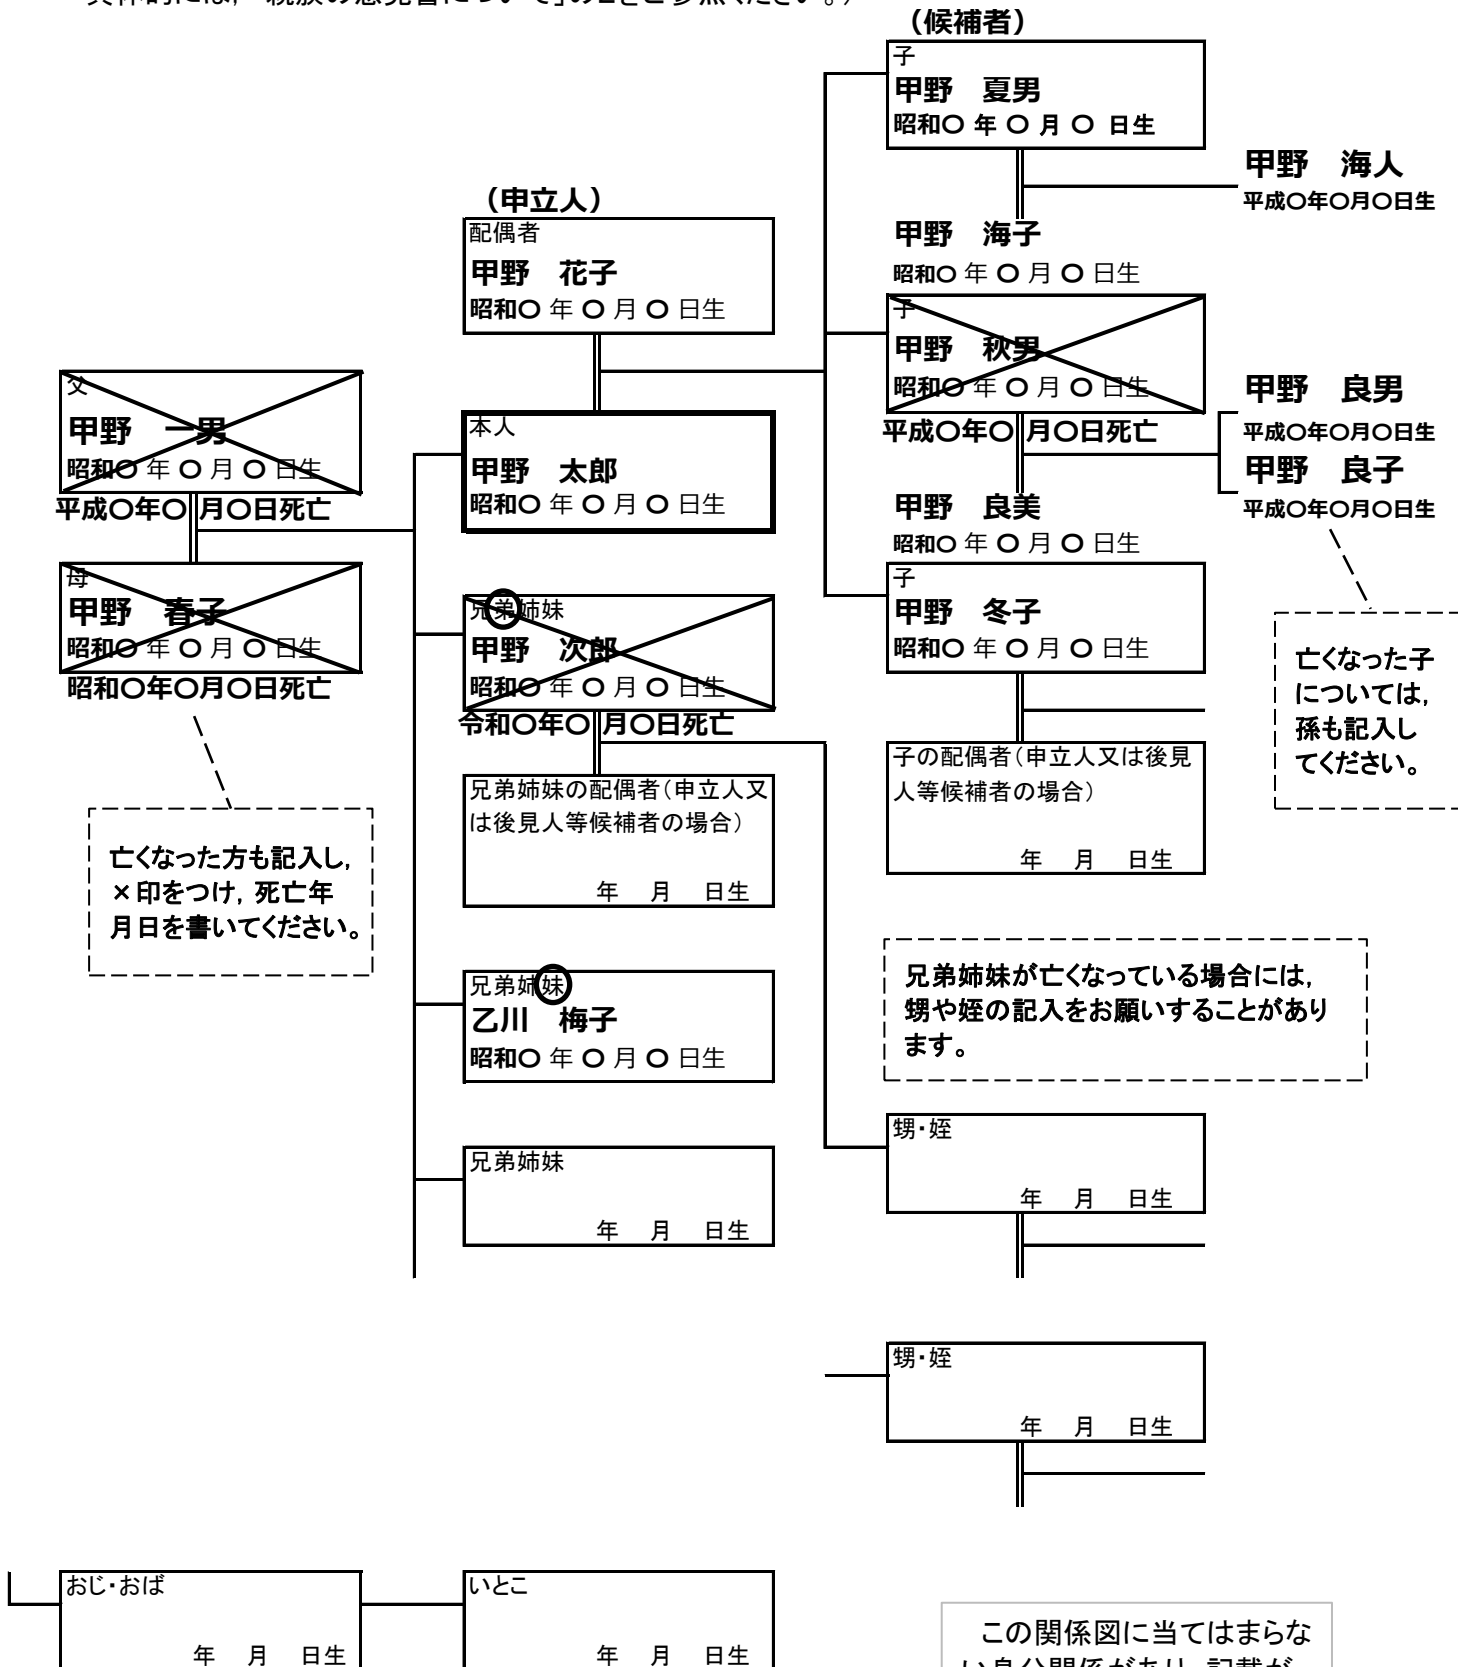 具体的には，「親族の意見書について」の2をご参照ください。）
（候補者）
子
甲野　夏男
昭和〇 年 〇 月 〇 日生
甲野　海人
平成〇年〇月〇日生
甲野　海子
昭和〇 年 〇 月 〇 日生
（申立人）
配偶者
甲野　花子
昭和〇 年 〇 月 〇 日生
子
甲野　秋男
昭和〇 年 〇 月 〇 日生
平成〇年〇月〇日死亡
甲野　良男
平成〇年〇月〇日生
甲野　良子
平成〇年〇月〇日生
甲野　良美
昭和〇 年 〇 月 〇 日生
父
甲野　一男
昭和〇 年 〇 月 〇 日生
平成〇年〇月〇日死亡
本人
甲野　太郎
昭和〇 年 〇 月 〇 日生
母
甲野　春子
昭和〇 年 〇 月 〇 日生
昭和〇年〇月〇日死亡
兄弟姉妹
甲野　次郎
昭和〇 年 〇 月 〇 日生
令和〇年〇月〇日死亡
子
甲野　冬子
昭和〇 年 〇 月 〇 日生
亡くなった子
については，
孫も記入し
てください。
兄弟姉妹の配偶者（申立人又
は後見人等候補者の場合）
年　月　日生
子の配偶者（申立人又は後見
人等候補者の場合）
年　月　日生
亡くなった方も記入し，
×印をつけ，死亡年
月日を書いてください。
兄弟姉妹が亡くなっている場合には，
甥や姪の記入をお願いすることがあり
ます。
兄弟姉妹
乙川　梅子
昭和〇 年 〇 月 〇 日生
兄弟姉妹
年　月　日生
甥・姪
年　月　日生
甥・姪
年　月　日生
おじ・おば
年　月　日生
いとこ
年　月　日生
この関係図に当てはまらな
い身分関係があり，記載が